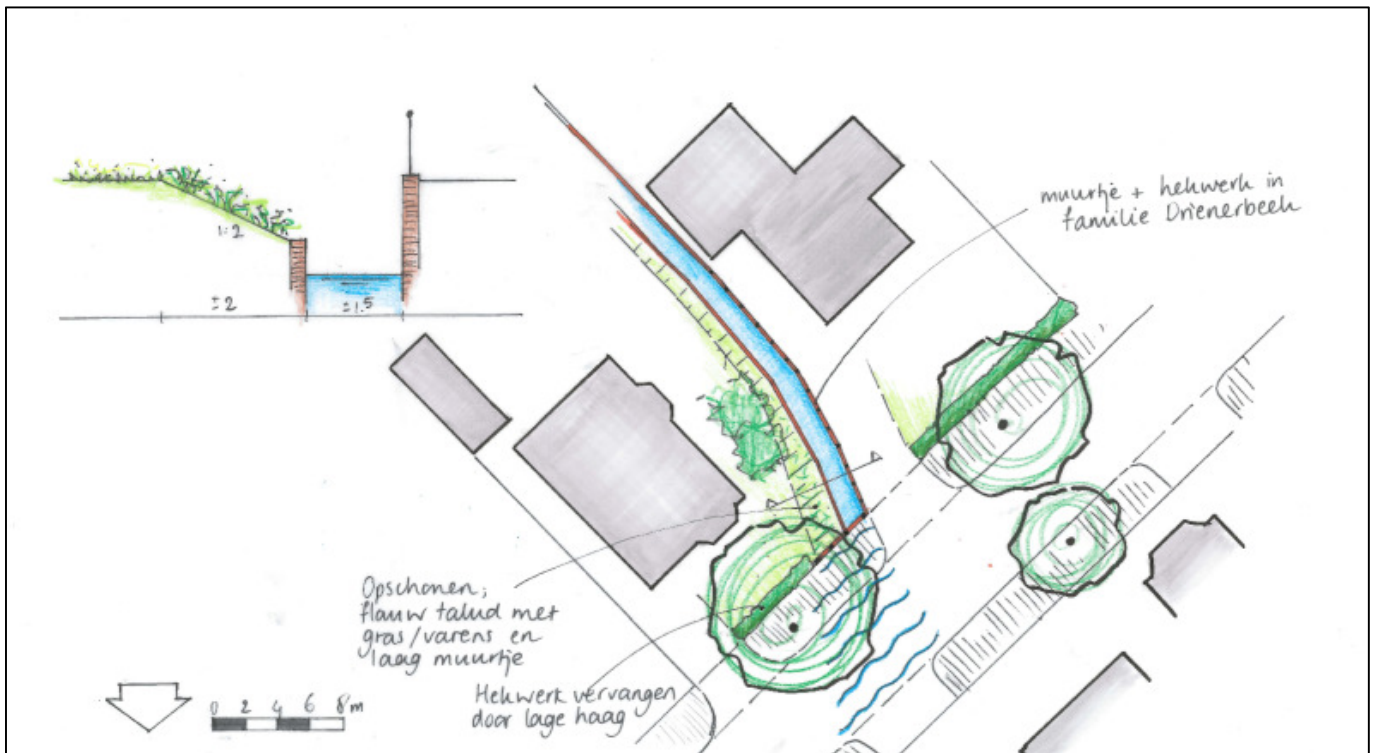 1:2
±2
±1.5
muurtje + hekwerk in
familie Drienerbeek
Opschonen;
flauw talud met
gras/varens en
laag muurtje
Hekwerk vervangen
door lage haag
0 2 4 6 8m